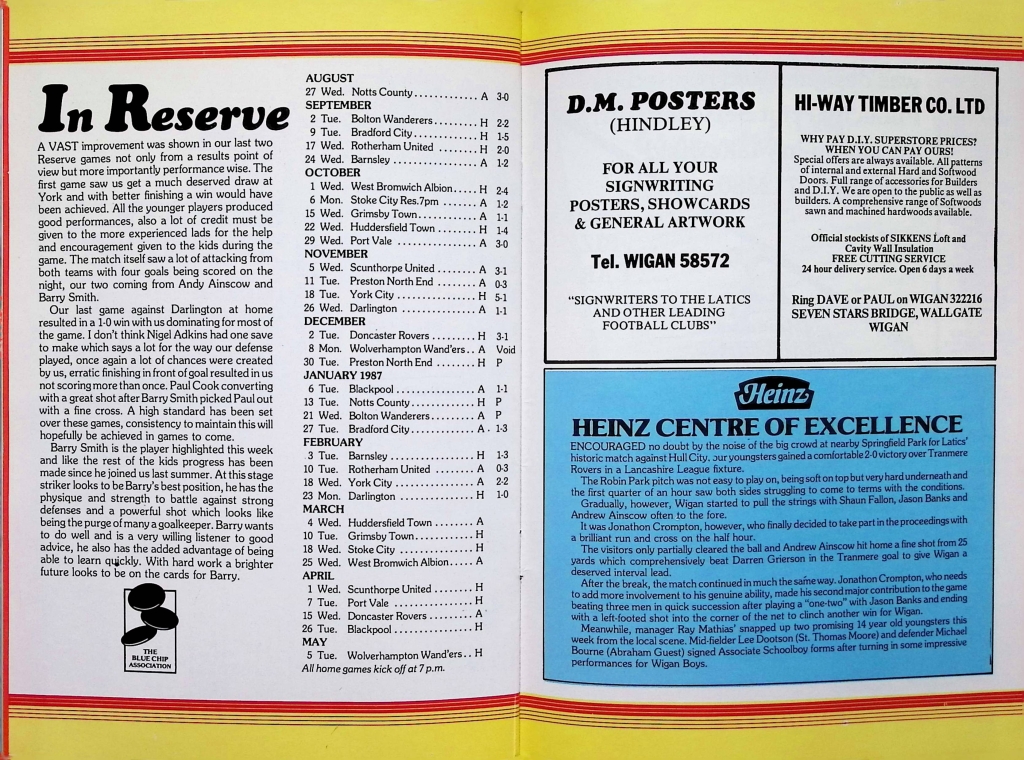 In Reserve
A VAST improvement was shown in our last two
Reserve games not only from a results point of
view but more importantly performance wise. The
first game saw us get a much deserved draw at
York and with better finishing a win would have
been achieved. All the younger players produced
good performances, also a lot of credit must be
given to the more experienced lads for the help
and encouragement given to the kids during the
game. The match itself saw a lot of attacking from
both teams with four goals being scored on the
night, our two coming from Andy Ainscow and
Barry Smith.
Our last game against Darlington at home
resulted in a 1-0 win with us dominating for most of
the game. I don't think Nigel Adkins had one save
to make which says a lot for the way our defense
played, once again a lot of chances were created
by us, erratic finishing in front of goal resulted in us
not scoring more than once. Paul Cook converting
with a great shot after Barry Smith picked Paul out
with a fine cross. A high standard has been set
over these games, consistency to maintain this will
hopefully be achieved in games to come.
Barry Smith is the player highlighted this week
and like the rest of the kids progress has been
made since he joined us last summer. At this stage
striker looks to be Barry's best position, he has the
physique and strength to battle against strong
defenses and a powerful shot which looks like
being the purge of many a goalkeeper. Barry wants
to do well and is a very willing listener to good
advice, he also has the added advantage of being
able to learn quickly. With hard work a brighter
future looks to be on the cards for Barry.
THE
BLUE CHIP
ASSOCIATION
AUGUST
27 Wed. Notts County............. A 3-0
SEPTEMBER
2 Tue. Bolton Wanderers......... H 2-2
9 Tue. Bradford City............. H 1-5
17 Wed. Rotherham United ........ H 2-0
24 Wed. Barnsley ................. A 1-2
OCTOBER
1 Wed. West Bromwich Albion..... H 2-4
6 Mon. Stoke City Res.7pm ........ A 1-2
15 Wed. Grimsby Town............. A 1-1
22 Wed. Huddersfield Town ........ H 1-4
29 Wed. Port Vale ................ A 3-0
NOVEMBER
5 Wed. Scunthorpe United ........ A 3-1
11 Tue. Preston North End ......... A 0-3
18 Tue. York City ................ H 5-1
26 Wed. Darlington ............... A 1-1
DECEMBER
2 Tue. Doncaster Rovers ......... H 3-1
8 Mon. Wolverhampton Wand'ers.. A Void
30 Tue. Preston North End ........ H P
JANUARY 1987
6 Tue. Blackpool ................ A 1-1
13 Tue. Notts County............. H P
21 Wed. Bolton Wanderers......... A P
27 Tue. Bradford City............. A 1-3
FEBRUARY
3 Tue. Barnsley ................. H 1-3
10 Tue. Rotherham United ........ A 0-3
18 Wed. York City ................ A 2-2
23 Mon. Darlington ............... H 1-0
MARCH
4 Wed. Huddersfield Town ........ A
10 Tue. Grimsby Town............. H
18 Wed. Stoke City ............... H
25 Wed. West Bromwich Albion..... A
APRIL
1 Wed. Scunthorpe United ........ H
7 Tue. Port Vale ................ H
15 Wed. Doncaster Rovers ......... A
26 Tue. Blackpool ................ H
MAY
5 Tue. Wolverhampton Wand'ers.. H
All home games kick off at 7 p.m.
D.M. POSTERS
(HINDLEY)
FOR ALL YOUR
SIGNWRITING
POSTERS, SHOWCARDS
& GENERAL ARTWORK
Tel. WIGAN 58572
"SIGNWRITERS TO THE LATICS
AND OTHER LEADING
FOOTBALL CLUBS"
HI-WAY TIMBER CO. LTD
WHY PAY D.I.Y. SUPERSTORE PRICES?
WHEN YOU CAN PAY OURS!
Special offers are always available. All patterns
of internal and external Hard and Softwood
Doors. Full range of accessories for Builders
and D.I.Y. We are open to the public as well as
builders. A comprehensive range of Softwoods
sawn and machined hardwoods available.
Official stockists of SIKKENS Loft and
Cavity Wall Insulation
FREE CUTTING SERVICE
24 hour delivery service. Open 6 days a week
Ring DAVE or PAUL on WIGAN 322216
SEVEN STARS BRIDGE, WALLGATE
WIGAN
Heinz
HEINZ CENTRE OF EXCELLENCE
ENCOURAGED no doubt by the noise of the big crowd at nearby Springfield Park for Latics'
historic match against Hull City, our youngsters gained a comfortable 2-0 victory over Tranmere
Rovers in a Lancashire League fixture.
The Robin Park pitch was not easy to play on, being soft on top but very hard underneath and
the first quarter of an hour saw both sides struggling to come to terms with the conditions.
Gradually, however, Wigan started to pull the strings with Shaun Fallon, Jason Banks and
Andrew Ainscow often to the fore.
It was Jonathon Crompton, however, who finally decided to take part in the proceedings with
a brilliant run and cross on the half hour.
The visitors only partially cleared the ball and Andrew Ainscow hit home a fine shot from 25
yards which comprehensively beat Darren Grierson in the Tranmere goal to give Wigan a
deserved interval lead.
After the break, the match continued in much the same way. Jonathon Crompton, who needs
to add more involvement to his genuine ability, made his second major contribution to the game
beating three men in quick succession after playing a "one-two" with Jason Banks and ending
with a left-footed shot into the corner of the net to clinch another win for Wigan.
Meanwhile, manager Ray Mathias' snapped up two promising 14 year old youngsters this
week from the local scene. Mid-fielder Lee Dootson (St. Thomas Moore) and defender Michael
Bourne (Abraham Guest) signed Associate Schoolboy forms after turning in some impressive
performances for Wigan Boys.